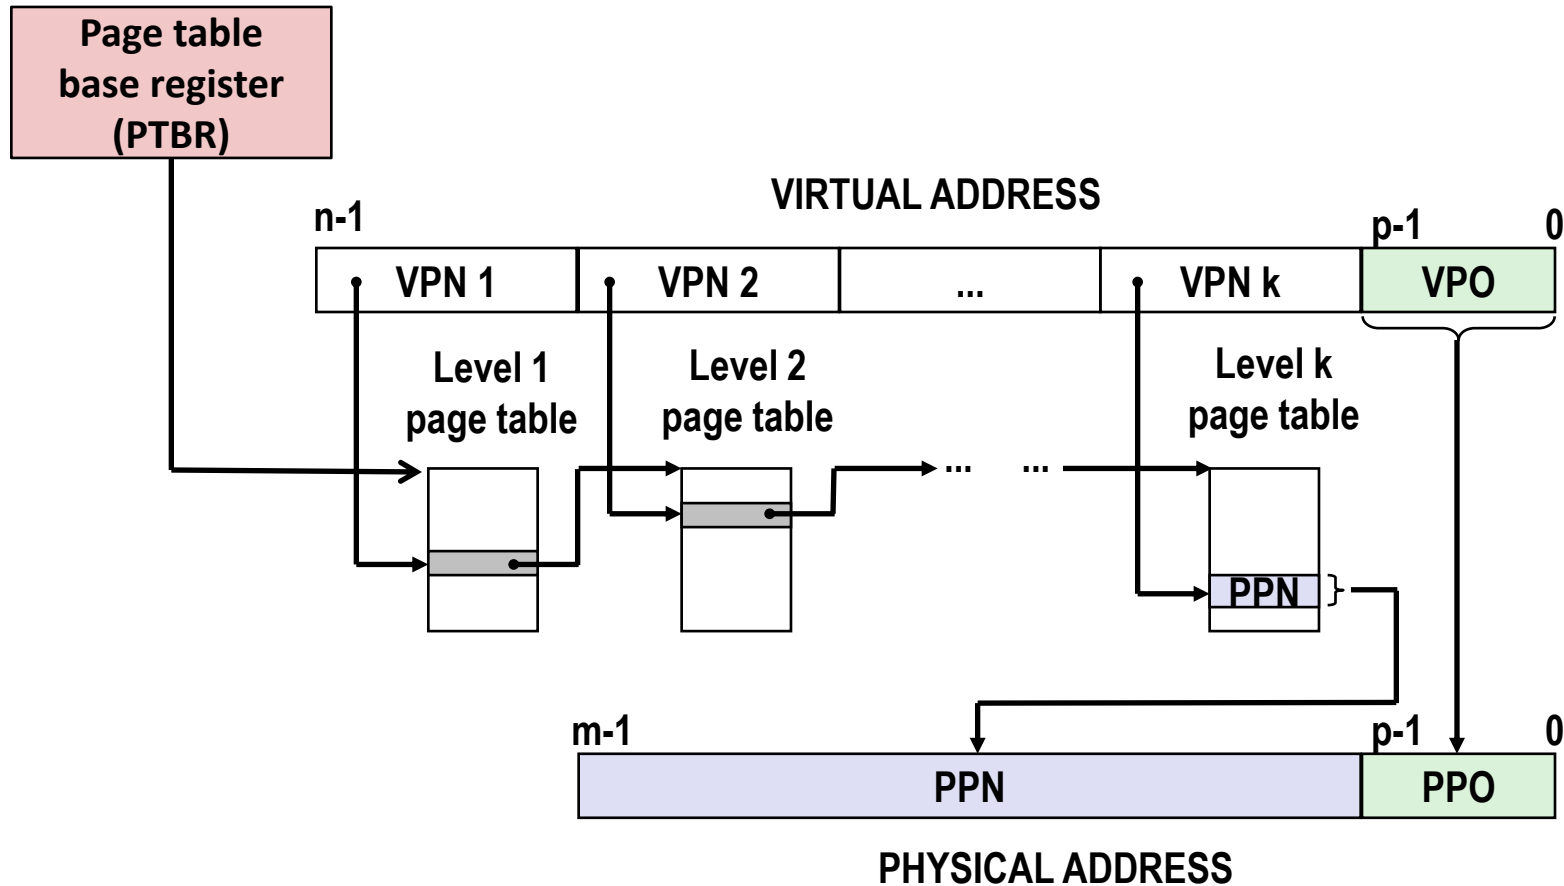 Page table
base register
(PTBR)
VIRTUAL ADDRESS
n-1
p-1
0
VPN 1
VPN 2
...
VPN k
VPO
Level 1
page table
Level 2
page table
Level k
page table
...
...
PPN
m-1
p-1
0
PPN
PPO
PHYSICAL ADDRESS